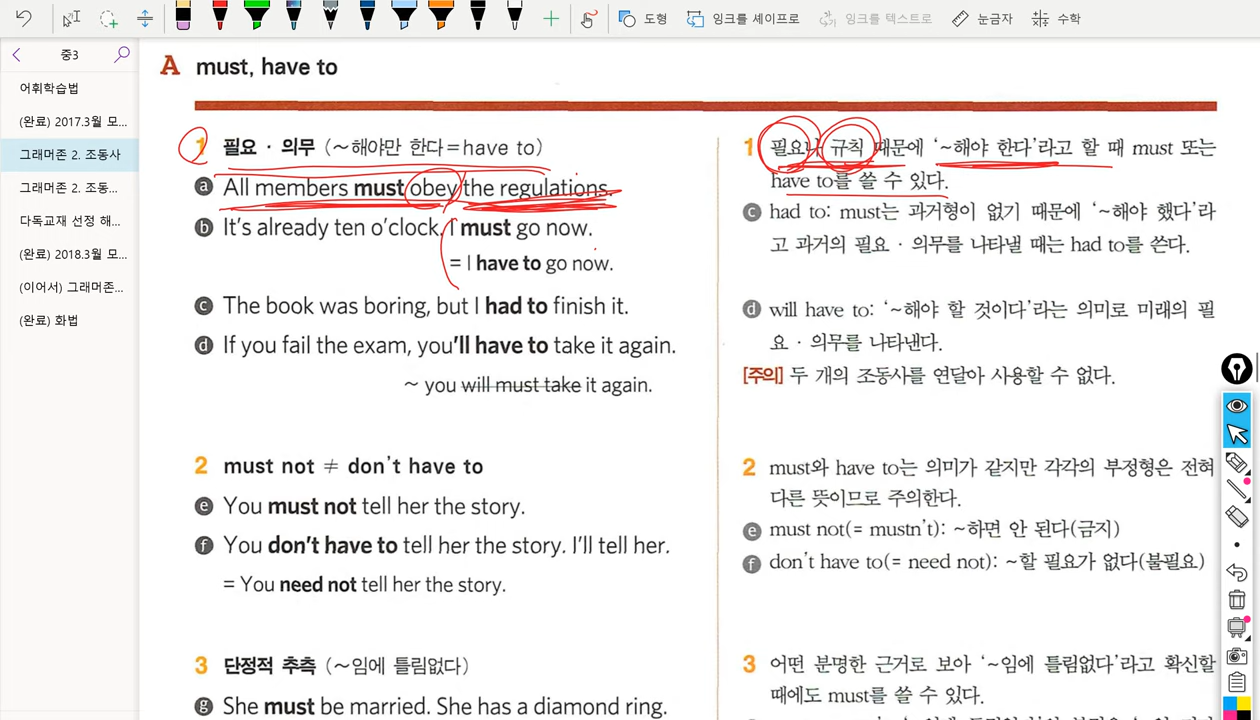 도형
잉크를 셰이프로
잉크를 텍스트로
눈금자
수학
중3
어휘학습법
(완료) 2017.3월 모...
그래머존 2. 조동사
그래머존 2. 조동...
다독교재 선정 해...
(완료) 2018.3월 모...
(이어서) 그래머존...
(완료) 화법
A must, have to
1 필요 · 의무 (~해야만 한다=have to)
a All members must obey the regulations.
b It's already ten o'clock. I must go now.
= I have to go now.
c The book was boring, but I had to finish it.
d If you fail the exam, you'll have to take it again.
~ you will must take it again.
2 must not ≠ don't have to
e You must not tell her the story.
f You don't have to tell her the story. I'll tell her.
= You need not tell her the story.
3 단정적 추측 (~임에 틀림없다)
g She must be married. She has a diamond ring.
1 필요나 규칙 때문에 '~해야 한다'라고 할 때 must 또는
have to를 쓸 수 있다.
c had to: must는 과거형이 없기 때문에 '~해야 했다'라
고 과거의 필요 · 의무를 나타낼 때는 had to를 쓴다.
d will have to: '~해야 할 것이다'라는 의미로 미래의 필
요 · 의무를 나타낸다.
[주의] 두 개의 조동사를 연달아 사용할 수 없다.
2 must와 have to는 의미가 같지만 각각의 부정형은 전혀
다른 뜻이므로 주의한다.
e must not(= mustn't): ~하면 안 된다(금지)
f don't have to(= need not): ~할 필요가 없다(불필요)
3 어떤 분명한 근거로 보아 '~임에 틀림없다'라고 확신할
때에도 must를 쓸 수 있다.